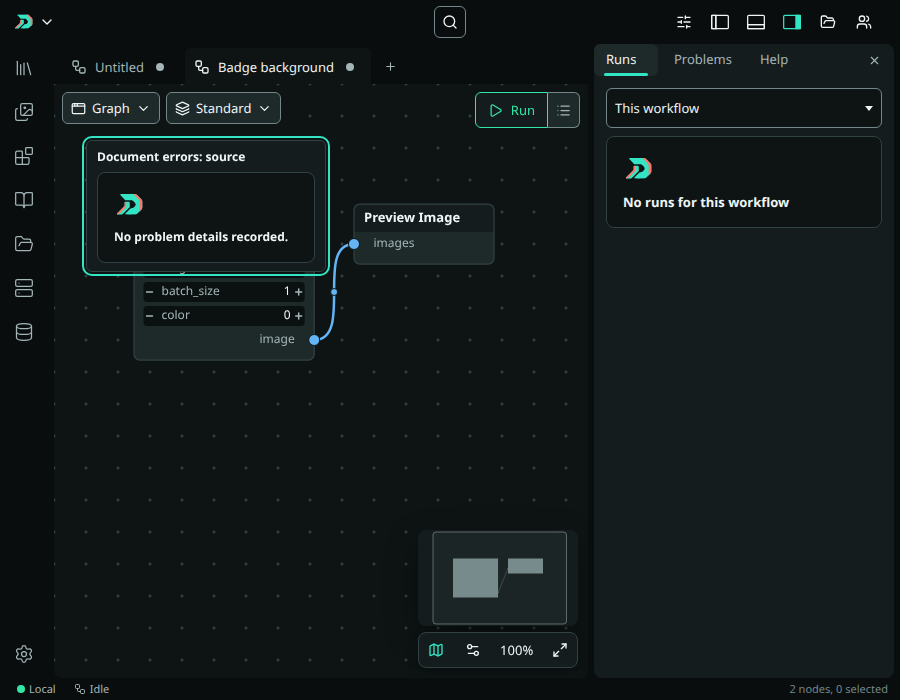 Untitled
Badge background
Runs
Problems
Help
Graph
Standard
Run
This workflow
Document errors: source
No problem details recorded.
No runs for this workflow
Preview Image
images
batch_size
1
color
0
image
100%
Local
Idle
2 nodes, 0 selected